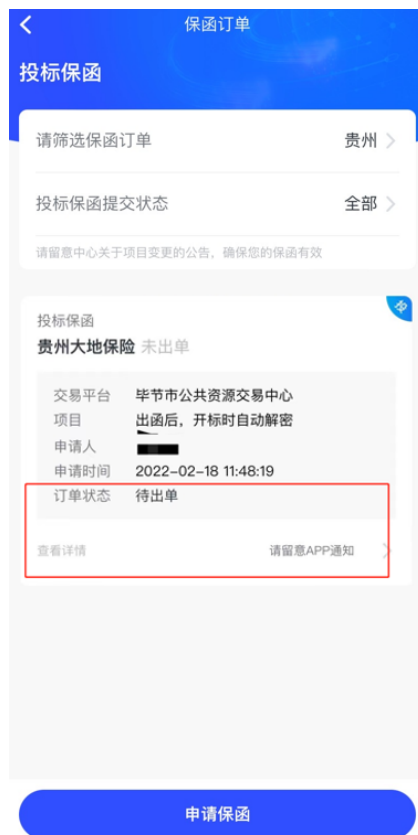 保函订单
投标保函
请筛选保函订单 贵州
投标保函提交状态 全部
请留意中心关于项目变更的公告，确保您的保函有效
投标保函
贵州大地保险 未出单
交易平台 毕节市公共资源交易中心
项目 出函后，开标时自动解密
申请人
申请时间 2022-02-18 11:48:19
订单状态 待出单
查看详情 请留意APP通知
申请保函